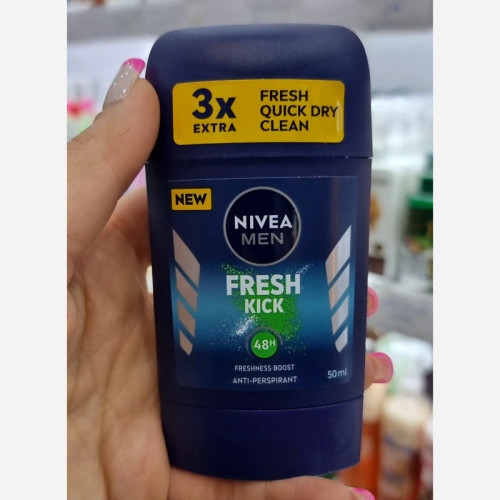 3x
EXTRA
FRESH
QUICK DRY
CLEAN
NEW
NIVEA
MEN
FRESH
KICK
48H
FRESHNESS BOOST
ANTI-PERSPIRANT
50ml